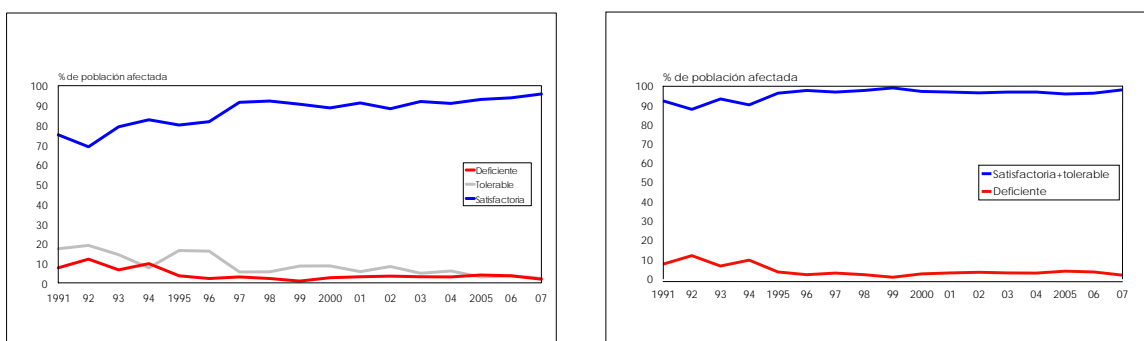 % de población afectada
100
90
80
70
60
50
40
30
20
10
0
1991 92 93 94 1995 96 97 98 99 2000 01 02 03 04 2005 06 07
Deficiente
Tolerable
Satisfactoria
% de población afectada
100
90
80
70
60
50
40
30
20
10
0
1991 92 93 94 1995 96 97 98 99 2000 01 02 03 04 2005 06 07
Satisfactoria+tolerable
Deficiente